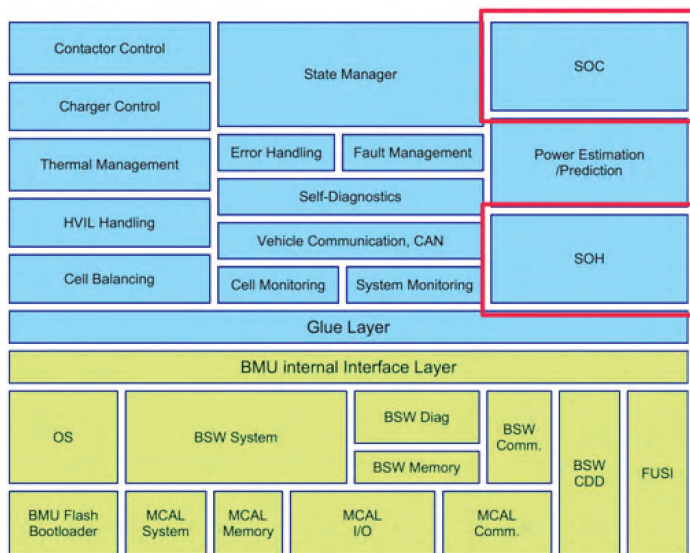 Contactor Control
State Manager
SOC
Charger Control
Thermal Management
Error Handling
Fault Management
Power Estimation
/Prediction
Self-Diagnostics
HVIL Handling
Vehicle Communication, CAN
SOH
Cell Balancing
Cell Monitoring
System Monitoring
Glue Layer
BMU internal Interface Layer
OS
BSW System
BSW Diag
BSW Memory
BSW
Comm.
BSW
CDD
FUSI
BMU Flash
Bootloader
MCAL
System
MCAL
Memory
MCAL
I/O
MCAL
Comm.